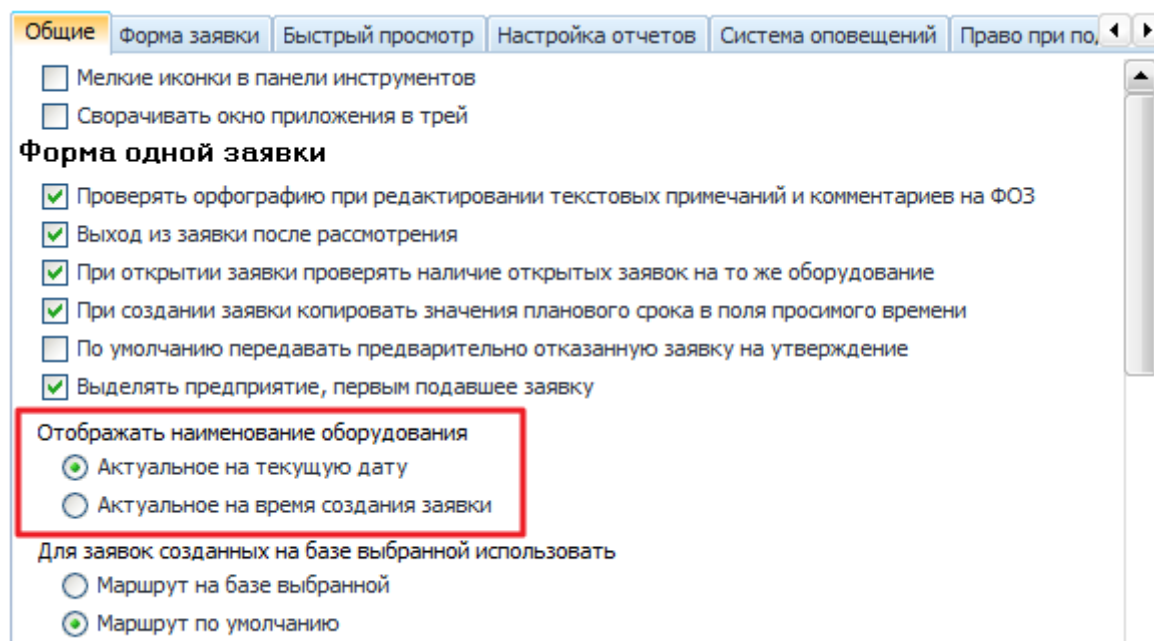 Общие Форма заявки Быстрый просмотр Настройка отчетов Система оповещений Право при по
Мелкие иконки в панели инструментов
Сворачивать окно приложения в трей
Форма одной заявки
Проверять орфографию при редактировании текстовых примечаний и комментариев на ФОЗ
Выход из заявки после рассмотрения
При открытии заявки проверять наличие открытых заявок на то же оборудование
При создании заявки копировать значения планового срока в поля просимого времени
По умолчанию передавать предварительно отказанную заявку на утверждение
Выделять предприятие, первым подавшее заявку
Отображать наименование оборудования
Актуальное на текущую дату
Актуальное на время создания заявки
Для заявок созданных на базе выбранной использовать
Маршрут на базе выбранной
Маршрут по умолчанию